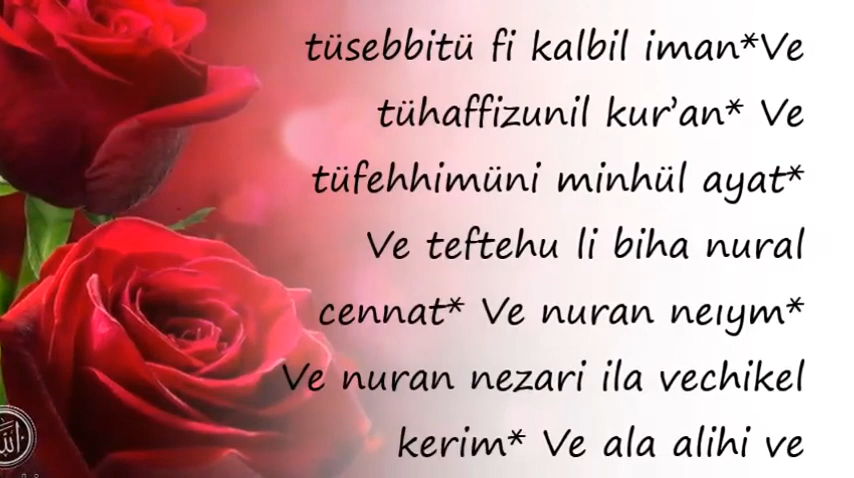 tüsebbitü fi kalbil iman*Ve
tühaffizunil kur'an* Ve
tüfehhimüni minhül ayat*
Ve teftehu li biha nural
cennat* Ve nuran neıym*
Ve nuran nezari ila vechikel
kerim* Ve ala alihi ve